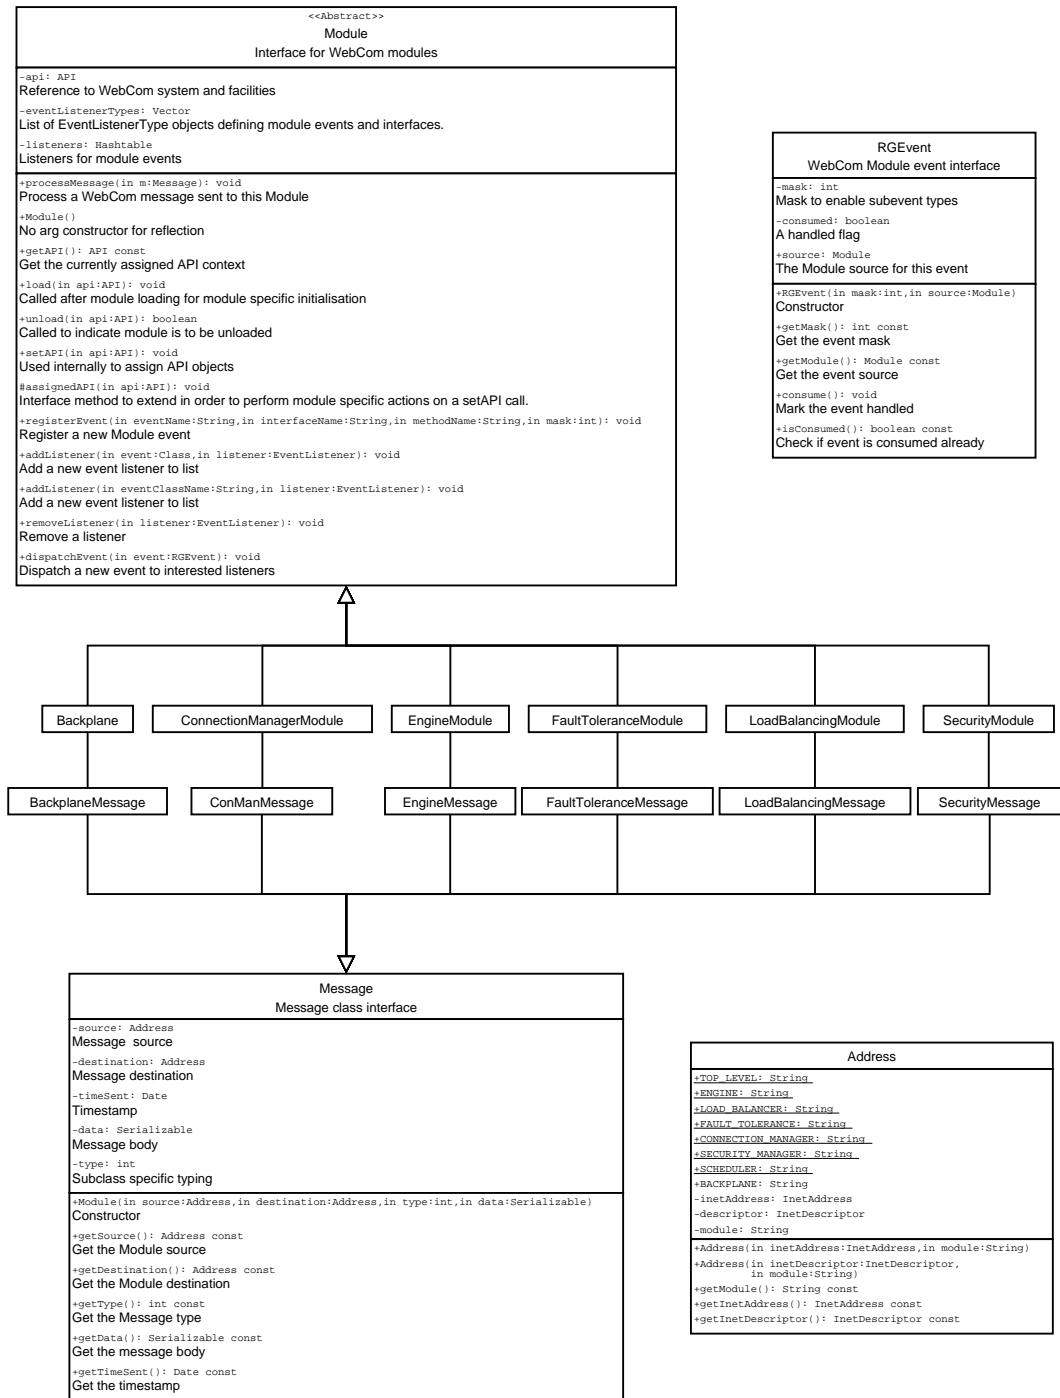 <<Abstract>>
Module
Interface for WebCom modules
-api: API
Reference to WebCom system and facilities
-eventListenerTypes: Vector
List of EventListenerType objects defining module events and interfaces.
-listeners: Hashtable
Listeners for module events
+processMessage(in m:Message): void
Process a WebCom message sent to this Module
+Module()
No arg constructor for reflection
+getAPI(): API const
Get the currently assigned API context
+load(in api:API): void
Called after module loading for module specific initialisation
+unload(in api:API): boolean
Called to indicate module is to be unloaded
+setAPI(in api:API): void
Used internally to assign API objects
#assignedAPI(in api:API): void
Interface method to extend in order to perform module specific actions on a setAPI call.
+registerEvent(in eventName:String,in interfaceName:String,in methodName:String,in mask:int): void
Register a new Module event
+addListener(in event:Class,in listener:EventListener): void
Add a new event listener to list
+addListener(in eventClassName:String,in listener:EventListener): void
Add a new event listener to list
+removeListener(in listener:EventListener): void
Remove a listener
+dispatchEvent(in event:RGEvent): void
Dispatch a new event to interested listeners
RGEvent
WebCom Module event interface
-mask: int
Mask to enable subevent types
-consumed: boolean
A handled flag
+source: Module
The Module source for this event
+RGEvent(in mask:int,in source:Module)
Constructor
+getMask(): int const
Get the event mask
+getModule(): Module const
Get the event source
+consume(): void
Mark the event handled
+isConsumed(): boolean const
Check if event is consumed already
Backplane
ConnectionManagerModule
EngineModule
FaultToleranceModule
LoadBalancingModule
SecurityModule
BackplaneMessage
ConManMessage
EngineMessage
FaultToleranceMessage
LoadBalancingMessage
SecurityMessage
Message
Message class interface
-source: Address
Message source
-destination: Address
Message destination
-timeSent: Date
Timestamp
-data: Serializable
Message body
-type: int
Subclass specific typing
+Module(in source:Address,in destination:Address,in type:int,in data:Serializable)
Constructor
+getSource(): Address const
Get the Module source
+getDestination(): Address const
Get the Module destination
+getType(): int const
Get the Message type
+getData(): Serializable const
Get the message body
+getTimeSent(): Date const
Get the timestamp
Address
+TOP_LEVEL: String
+ENGINE: String
+LOAD_BALANCER: String
+FAULT_TOLERANCE: String
+CONNECTION_MANAGER: String
+SECURITY_MANAGER: String
+SCHEDULER: String
+BACKPLANE: String
-inetAddress: InetAddress
-descriptor: InetDescriptor
-module: String
+Address(in inetAddress:InetAddress,in module:String)
+Address(in inetDescriptor:InetDescriptor,
in module:String)
+getModule(): String const
+getInetAddress(): InetAddress const
+getInetDescriptor(): InetDescriptor const